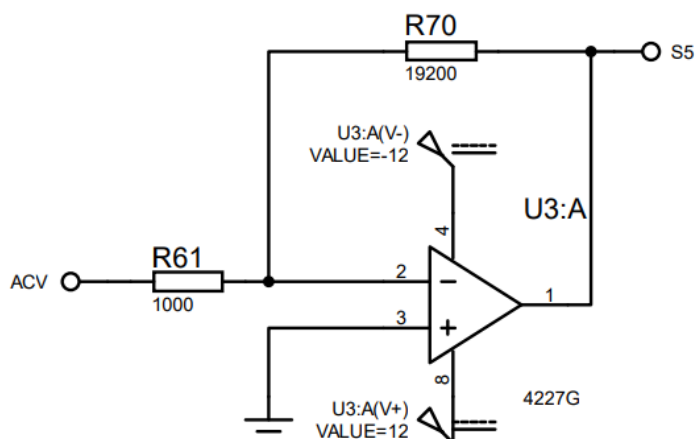 R70
19200
S5
U3:A(V-)
VALUE=-12
U3:A
4
R61
ACV
1000
2
−
1
3
+
8
4227G
U3:A(V+)
VALUE=12